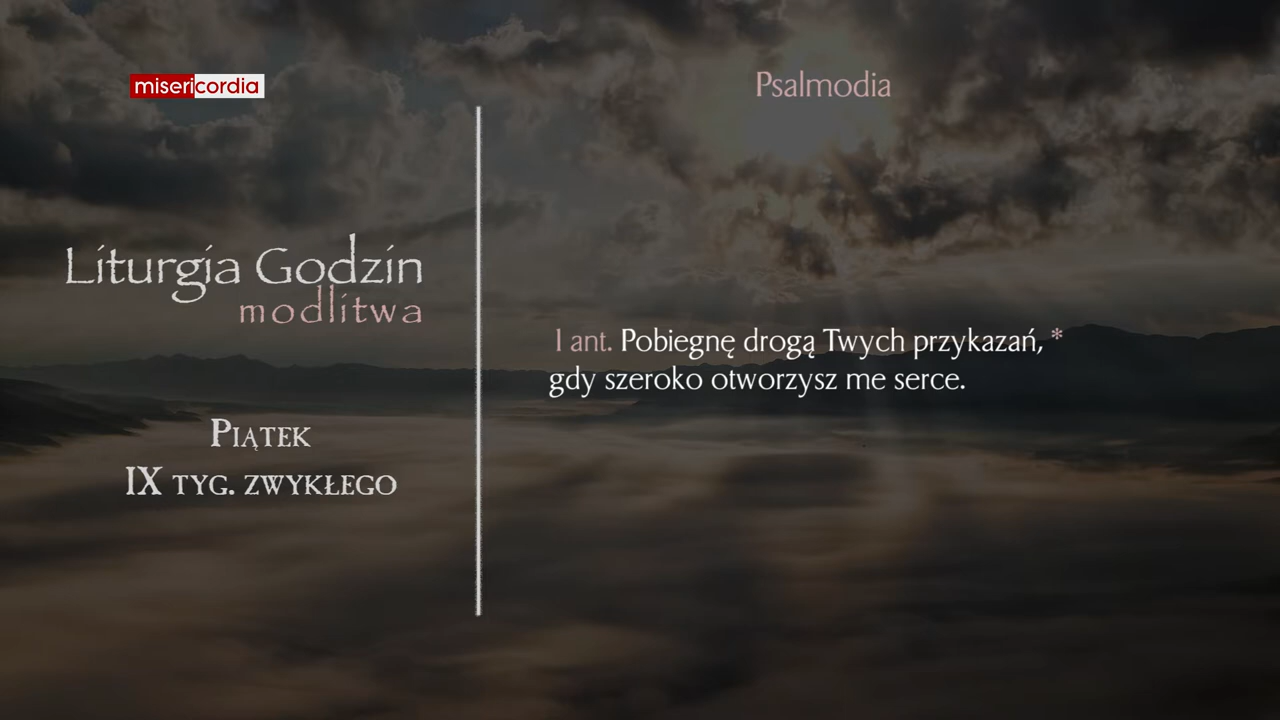 misericordia
Liturgia Godzin
modlitwa
Piątek
IX tyg. zwykłego
Psalmodia
1 ant. Pobiegnę drogą Twych przykazań, *
gdy szeroko otworzysz me serce.